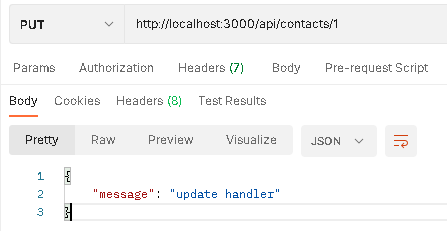 PUT http://localhost:3000/api/contacts/1
Params Authorization Headers (7) Body Pre-request Script
Body Cookies Headers (8) Test Results
Pretty Raw Preview Visualize JSON
1 {
2 "message": "update handler"
3 }